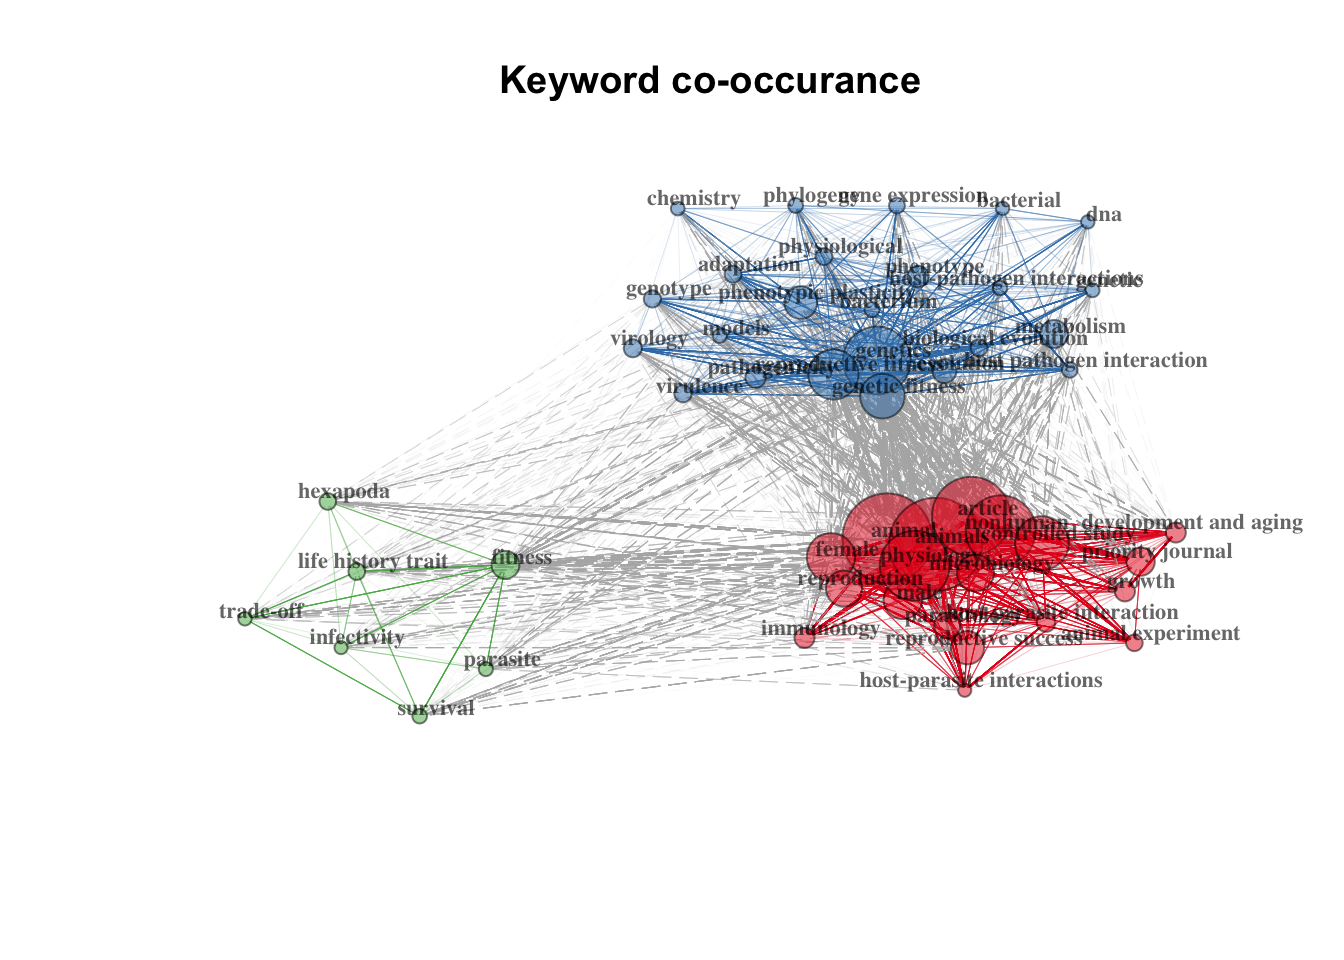 Keyword co-occurance
chemistry
phylogeny
gene expression
bacterial
dna
physiological
adaptation
phenotype
host-pathogen interactions
genetic
genotype
phenotypic plasticity
bacterium
models
metabolism
virology
biological evolution
genetics
pathogenicity
reproductive fitness
evolution
host pathogen interaction
virulence
genetic fitness
hexapoda
life history trait
fitness
trade-off
infectivity
parasite
survival
article
nonhuman
development and aging
animal
animals
controlled study
female
physiology
microbiology
priority journal
reproduction
growth
male
parasitology
host-parasite interaction
immunology
reproductive success
animal experiment
host-parasite interactions